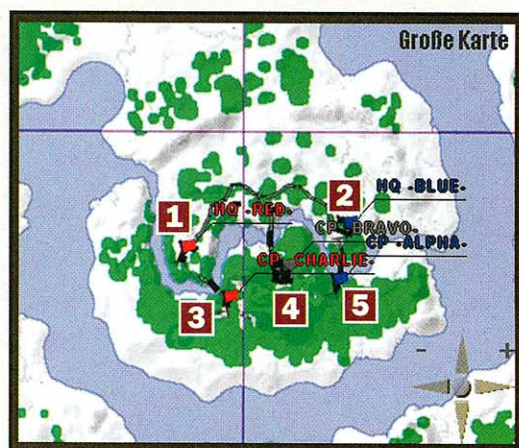 Große Karte
2
HQ -BLUE-
1
HQ -RED-
CP -BRAVO-
CP -ALPHA-
CP -CHARLIE-
3
4
5
- +